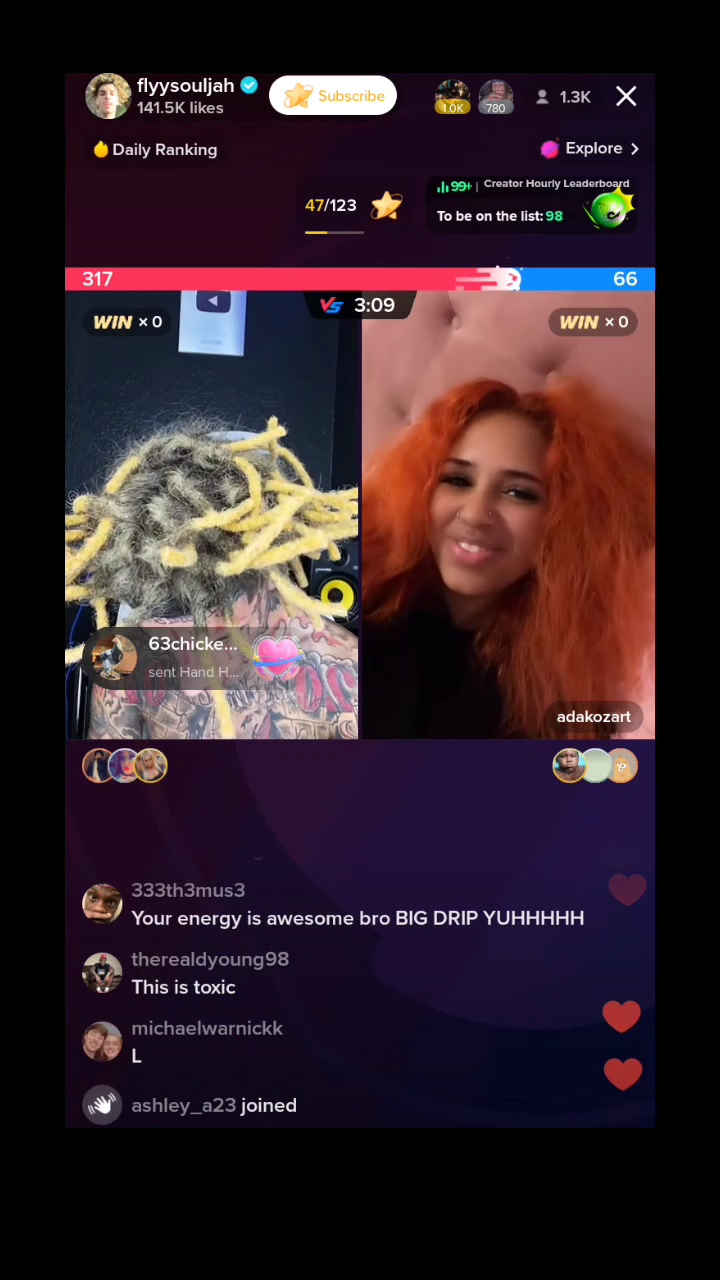 flyysouljah
141.5K likes
Subscribe
1.0K
780
1.3K
Daily Ranking
Explore
47/123
99+ | Creator Hourly Leaderboard
To be on the list: 98
317
66
VS 3:09
WIN × 0
WIN × 0
63chicke...
sent Hand H...
adakozart
333th3mus3
Your energy is awesome bro BIG DRIP YUHHHHH
therealdyoung98
This is toxic
michaelwarnickk
L
ashley_a23 joined